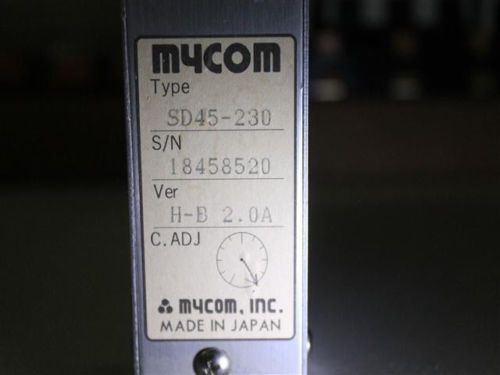 mycom
Type
SD45-230
S/N
18458520
Ver
H-B 2.0A
C.ADJ
mycom, INC.
MADE IN JAPAN